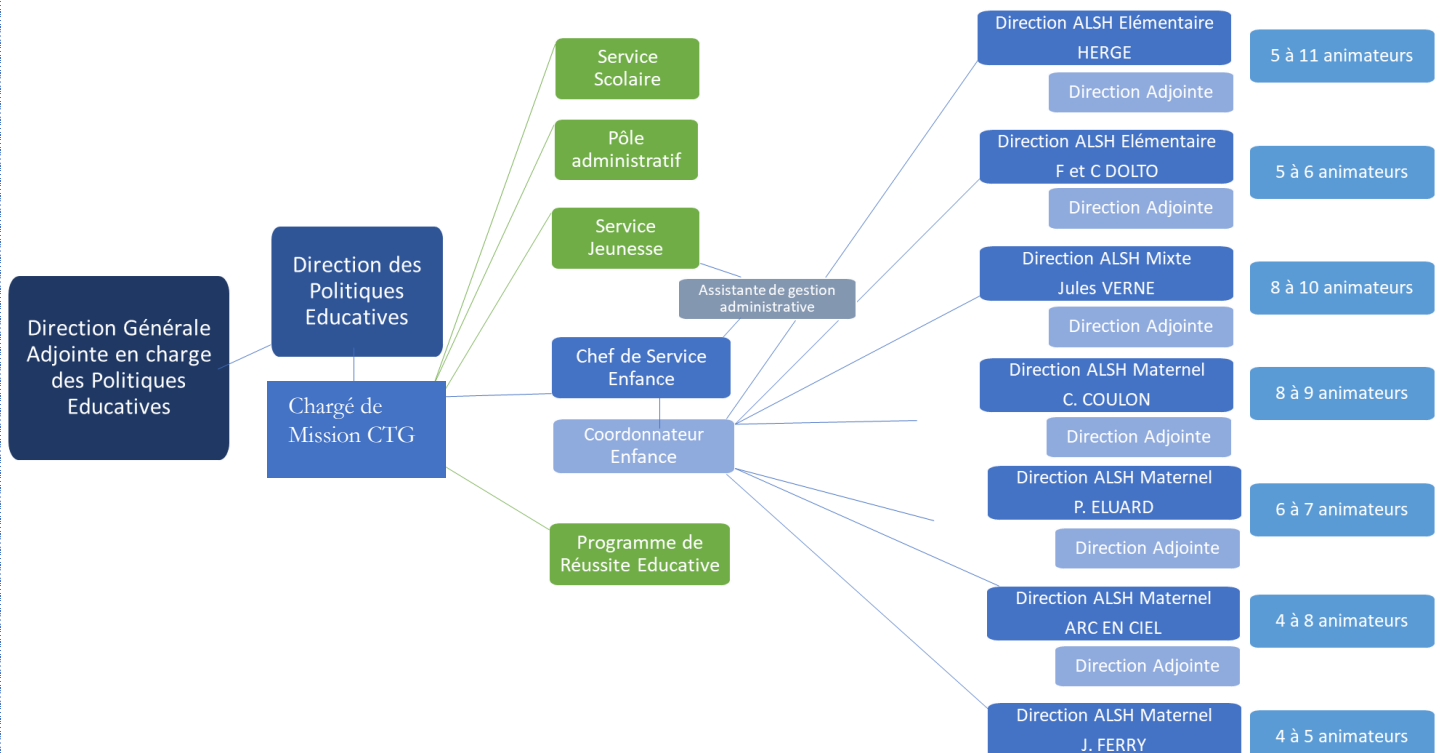 Direction Générale
Adjointe en charge
des Politiques
Educatives
Direction des
Politiques
Educatives
Chargé de
Mission CTG
Service
Scolaire
Pôle
administratif
Service
Jeunesse
Assistante de gestion
administrative
Chef de Service
Enfance
Coordonnateur
Enfance
Programme de
Réussite Educative
Direction ALSH Elémentaire
HERGE
Direction Adjointe
5 à 11 animateurs
Direction ALSH Elémentaire
F et C DOLTO
Direction Adjointe
5 à 6 animateurs
Direction ALSH Mixte
Jules VERNE
Direction Adjointe
8 à 10 animateurs
Direction ALSH Maternel
C. COULON
Direction Adjointe
8 à 9 animateurs
Direction ALSH Maternel
P. ELUARD
Direction Adjointe
6 à 7 animateurs
Direction ALSH Maternel
ARC EN CIEL
Direction Adjointe
4 à 8 animateurs
Direction ALSH Maternel
J. FERRY
4 à 5 animateurs